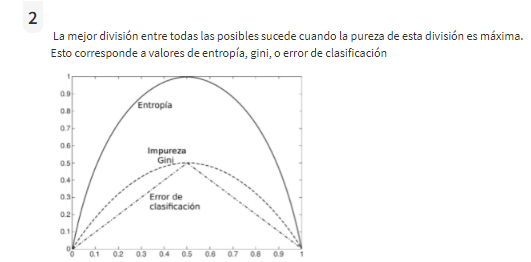 2
La mejor división entre todas las posibles sucede cuando la pureza de esta división es máxima.
Esto corresponde a valores de entropía, gini, o error de clasificación
1
0.9
0.8
0.7
0.6
0.5
0.4
0.3
0.2
0.1
0
Entropía
Impureza
Gini
Error de
clasificación
0 0.1 0.2 0.3 0.4 0.5 0.6 0.7 0.8 0.9 1